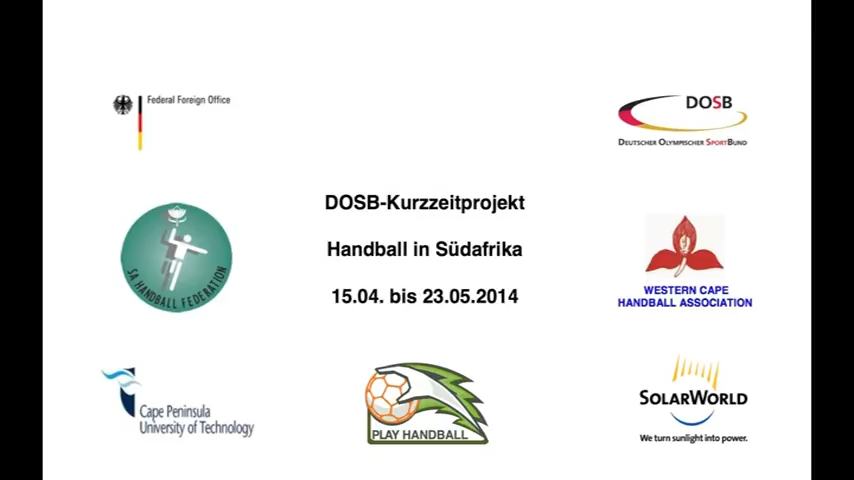 Federal Foreign Office
DOSB
DEUTSCHER OLYMPISCHER SPORTBUND
DOSB-Kurzzeitprojekt
Handball in Südafrika
15.04. bis 23.05.2014
SA HANDBALL FEDERATION
WESTERN CAPE
HANDBALL ASSOCIATION
Cape Peninsula
University of Technology
PLAY HANDBALL
SOLARWORLD
We turn sunlight into power.